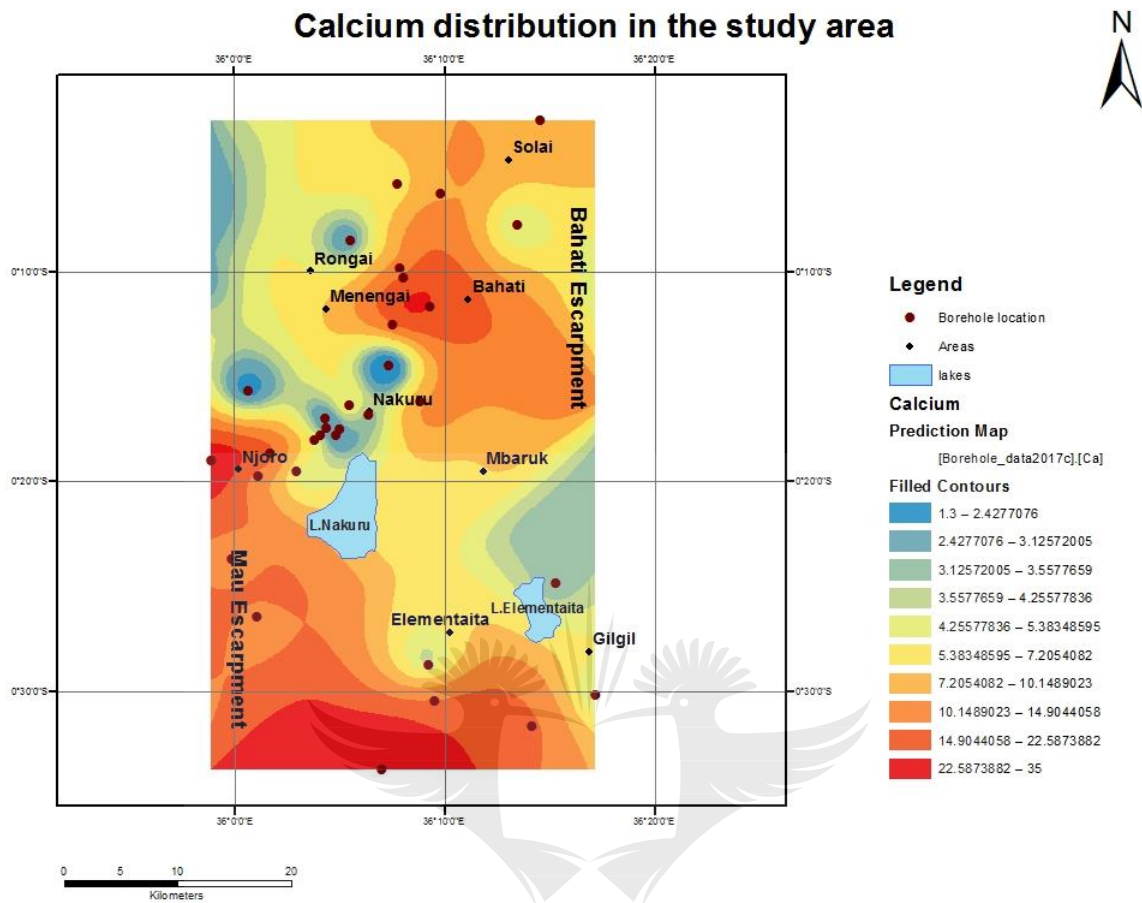 Calcium distribution in the study area
N
36°0'0"E
36°10'0"E
36°20'0"E
Solai
Bahati Escarpment
0°10'0"S
Rongai
0°10'0"S
Menengai
Bahati
Nakuru
Njoro
Mbaruk
0°20'0"S
0°20'0"S
L.Nakuru
Mau Escarpment
L.Elementaita
Elementaita
Gilgil
0°30'0"S
0°30'0"S
36°0'0"E
36°10'0"E
36°20'0"E
0 5 10 20
Kilometers
Legend
Borehole location
Areas
lakes
Calcium
Prediction Map
[Borehole_data2017c].[Ca]
Filled Contours
1.3 – 2.4277076
2.4277076 – 3.12572005
3.12572005 – 3.5577659
3.5577659 – 4.25577836
4.25577836 – 5.38348595
5.38348595 – 7.2054082
7.2054082 – 10.1489023
10.1489023 – 14.9044058
14.9044058 – 22.5873882
22.5873882 – 35